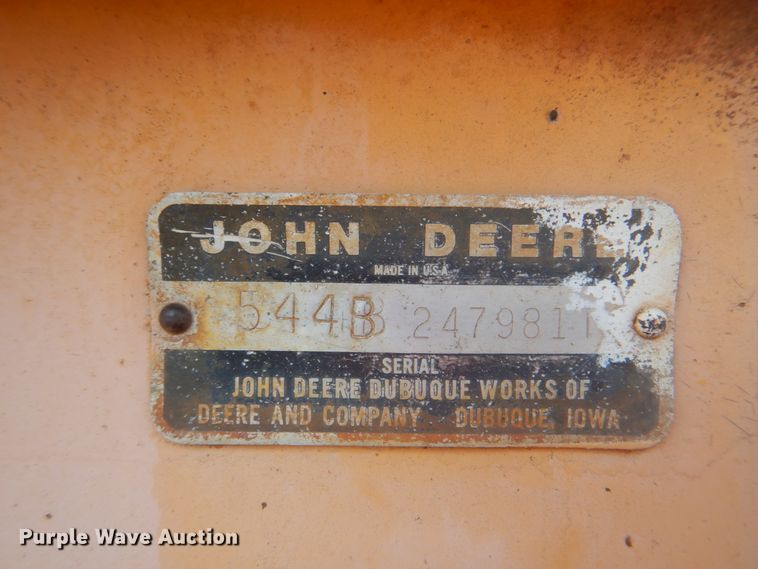 JOHN DEERE
MADE IN U.S.A.
544B 247981T
SERIAL
JOHN DEERE DUBUQUE WORKS OF
DEERE AND COMPANY DUBUQUE, IOWA
Purple Wave Auction